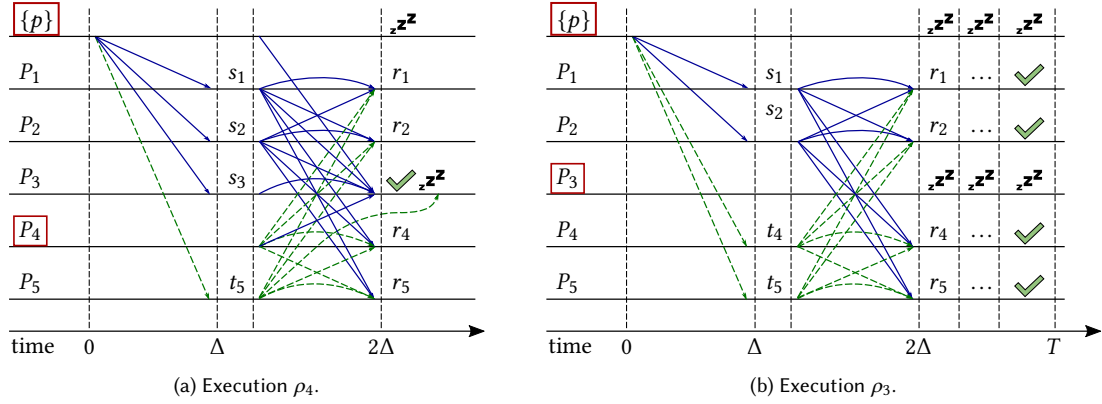 {p}
zzZ
P1
s1
r1
P2
s2
r2
P3
s3
zzZ
P4
r4
P5
t5
r5
time 0 Δ 2Δ
(a) Execution ρ4.
{p}
zzZ zzZ zzZ
P1
s1
r1 ...
s2
P2
r2 ...
P3
zzZ zzZ zzZ
P4
t4
r4 ...
P5
t5
r5 ...
time 0 Δ 2Δ T
(b) Execution ρ3.